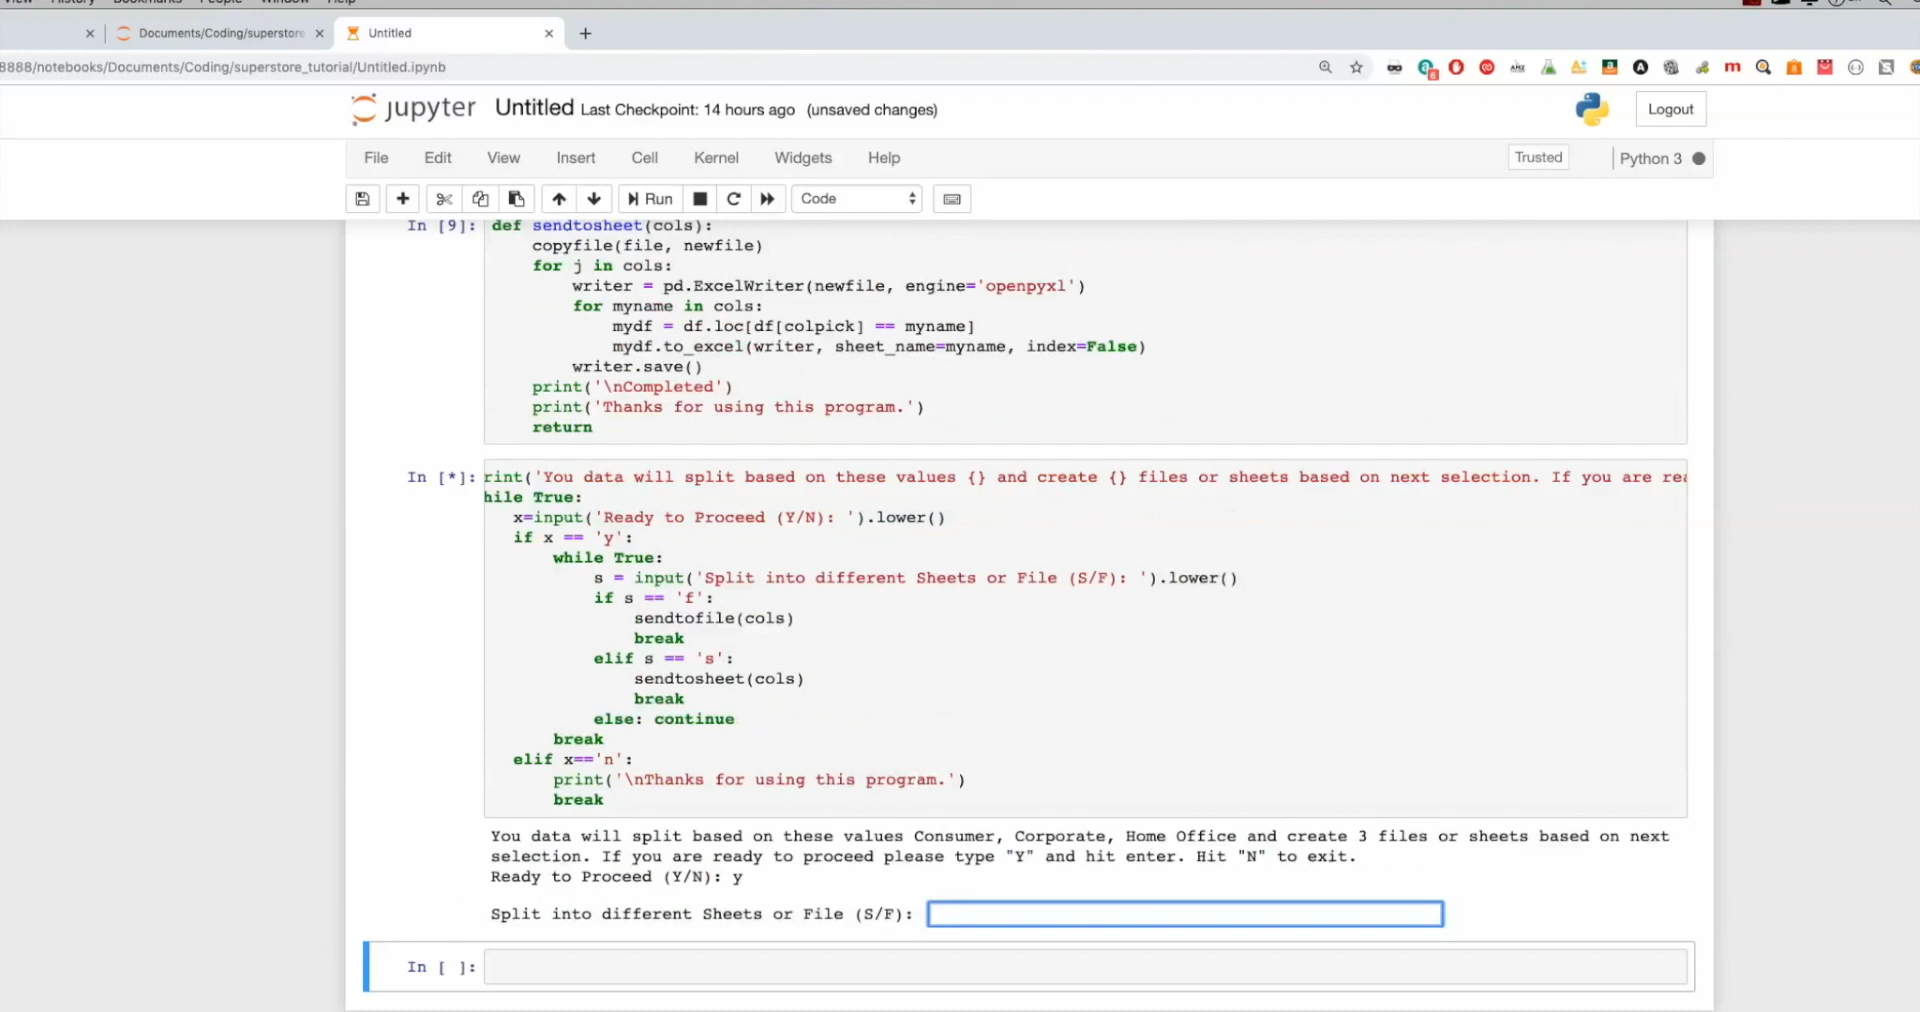 View History Bookmarks People Window Help
Documents/Coding/superstore
Untitled
8888/notebooks/Documents/Coding/superstore_tutorial/Untitled.ipynb
jupyter Untitled Last Checkpoint: 14 hours ago (unsaved changes)
Logout
File Edit View Insert Cell Kernel Widgets Help
Trusted
Python 3
Run
Code
In [9]: def sendtosheet(cols):
copyfile(file, newfile)
for j in cols:
writer = pd.ExcelWriter(newfile, engine='openpyxl')
for myname in cols:
mydf = df.loc[df[colpick] == myname]
mydf.to_excel(writer, sheet_name=myname, index=False)
writer.save()
print('\nCompleted')
print('Thanks for using this program.')
return
In [*]: rint('You data will split based on these values {} and create {} files or sheets based on next selection. If you are rea
hile True:
x=input('Ready to Proceed (Y/N): ').lower()
if x == 'y':
while True:
s = input('Split into different Sheets or File (S/F): ').lower()
if s == 'f':
sendtofile(cols)
break
elif s == 's':
sendtosheet(cols)
break
else: continue
break
elif x=='n':
print('\nThanks for using this program.')
break
You data will split based on these values Consumer, Corporate, Home Office and create 3 files or sheets based on next
selection. If you are ready to proceed please type "Y" and hit enter. Hit "N" to exit.
Ready to Proceed (Y/N): y
Split into different Sheets or File (S/F):
In [ ]: